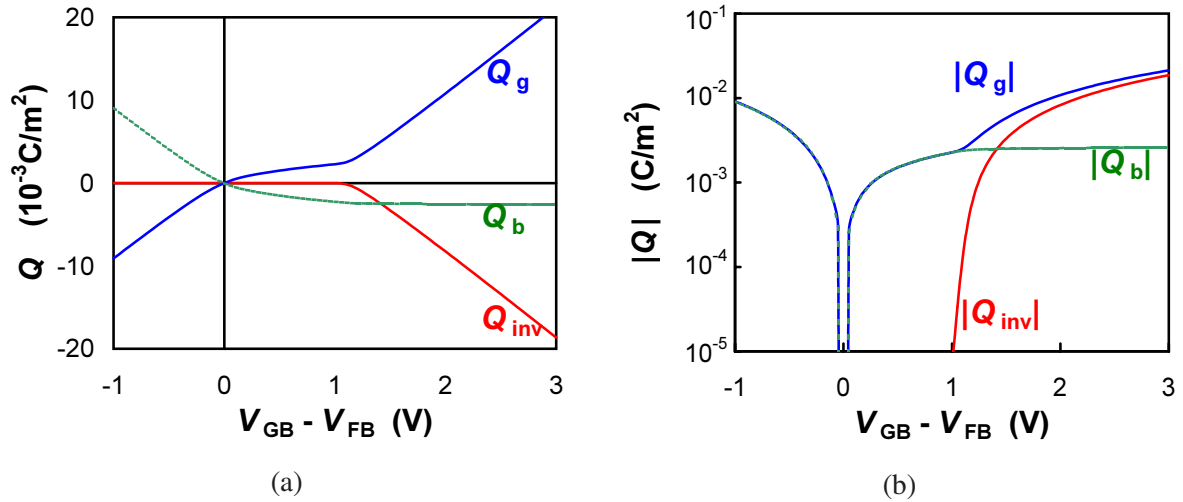 20
10
0
-10
-20
Q (10⁻³C/m²)
Q g
Q b
Q inv
-1 0 1 2 3
V GB - V FB (V)
(a)
10⁻¹
10⁻²
10⁻³
10⁻⁴
10⁻⁵
|Q| (C/m²)
|Q g|
|Q b|
|Q inv|
-1 0 1 2 3
V GB - V FB (V)
(b)